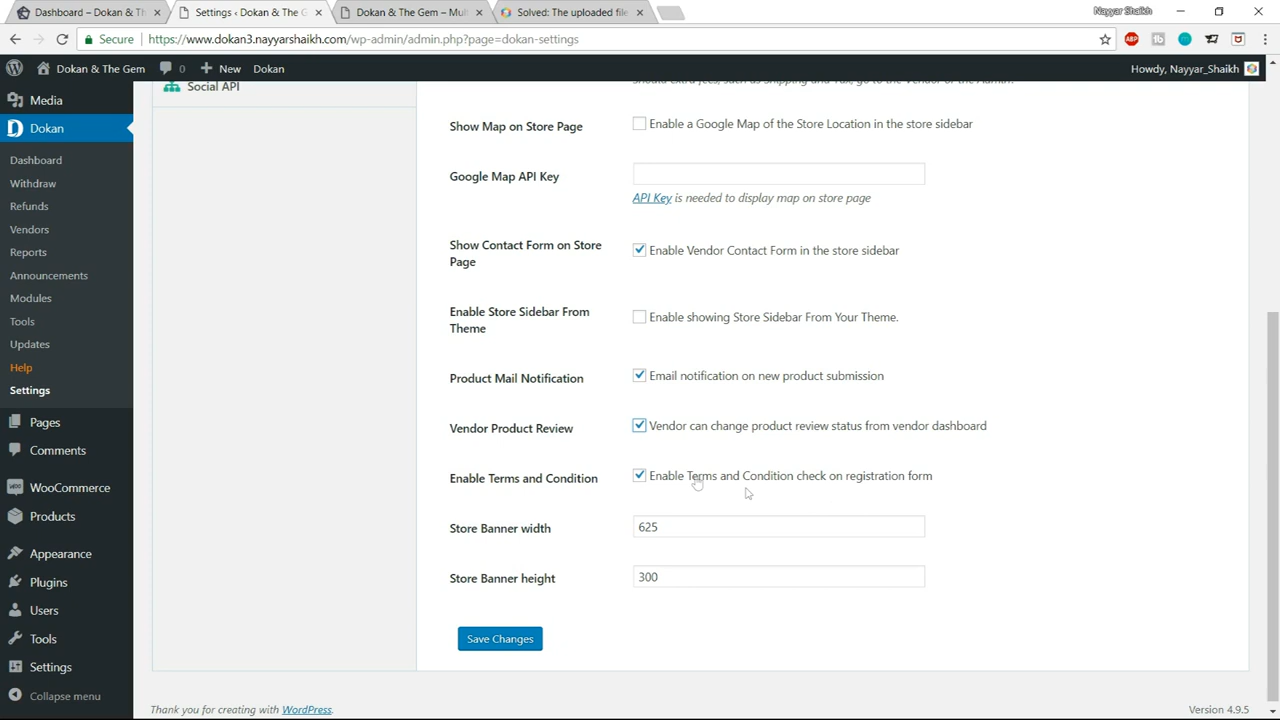 Dashboard ‹ Dokan & Th
Settings ‹ Dokan & The G
Dokan & The Gem – Mul
Solved: The uploaded file
Nayyar Shaikh
Secure
https://www.dokan3.nayyarshaikh.com/wp-admin/admin.php?page=dokan-settings
ABP
Dokan & The Gem
0
New
Dokan
Howdy, Nayyar_Shaikh
Media
Dokan
Dashboard
Withdraw
Refunds
Vendors
Reports
Announcements
Modules
Tools
Updates
Help
Settings
Pages
Comments
WooCommerce
Products
Appearance
Plugins
Users
Tools
Settings
Collapse menu
Social API
should extra fees, such as Shipping and Tax, go to the Vendor or the Admin?
Show Map on Store Page
Enable a Google Map of the Store Location in the store sidebar
Google Map API Key
API Key is needed to display map on store page
Show Contact Form on Store
Page
Enable Vendor Contact Form in the store sidebar
Enable Store Sidebar From
Theme
Enable showing Store Sidebar From Your Theme.
Product Mail Notification
Email notification on new product submission
Vendor Product Review
Vendor can change product review status from vendor dashboard
Enable Terms and Condition
Enable Terms and Condition check on registration form
Store Banner width
625
Store Banner height
300
Save Changes
Thank you for creating with WordPress.
Version 4.9.5